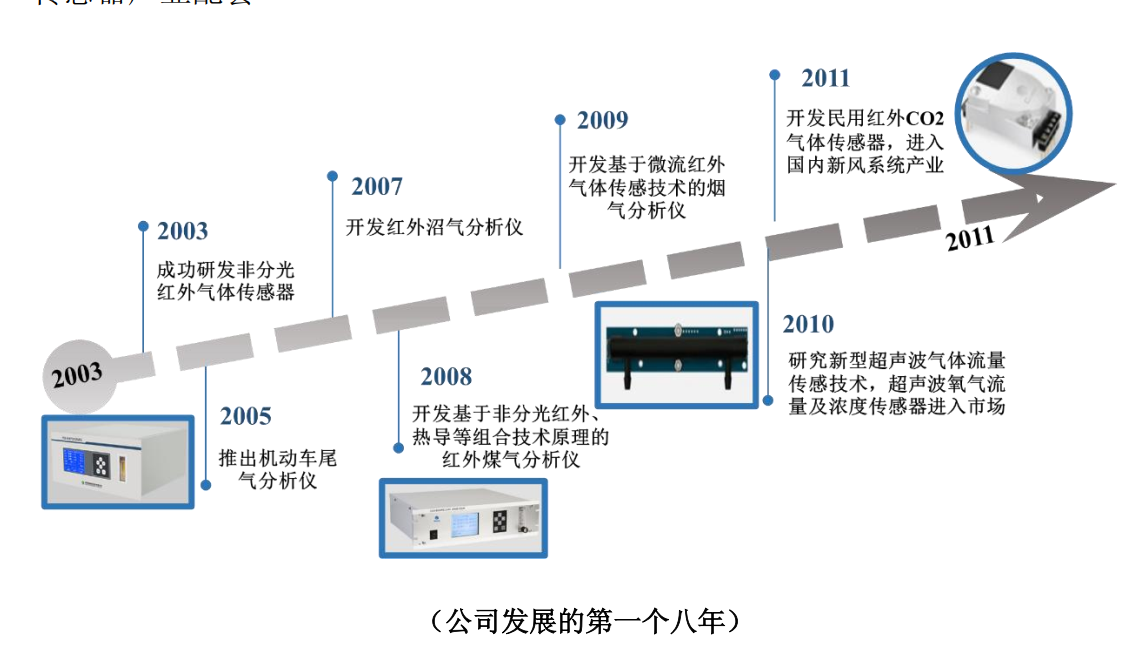 2003
成功研发非分光
红外气体传感器
2003
2005
推出机动车尾
气分析仪
2007
开发红外沼气分析仪
2008
开发基于非分光红外、
热导等组合技术原理的
红外煤气分析仪
2009
开发基于微流红外
气体传感技术的烟
气分析仪
2010
研究新型超声波气体流量
传感技术，超声波氧气流
量及浓度传感器进入市场
2011
开发民用红外CO2
气体传感器，进入
国内新风系统产业
2011
（公司发展的第一个八年）